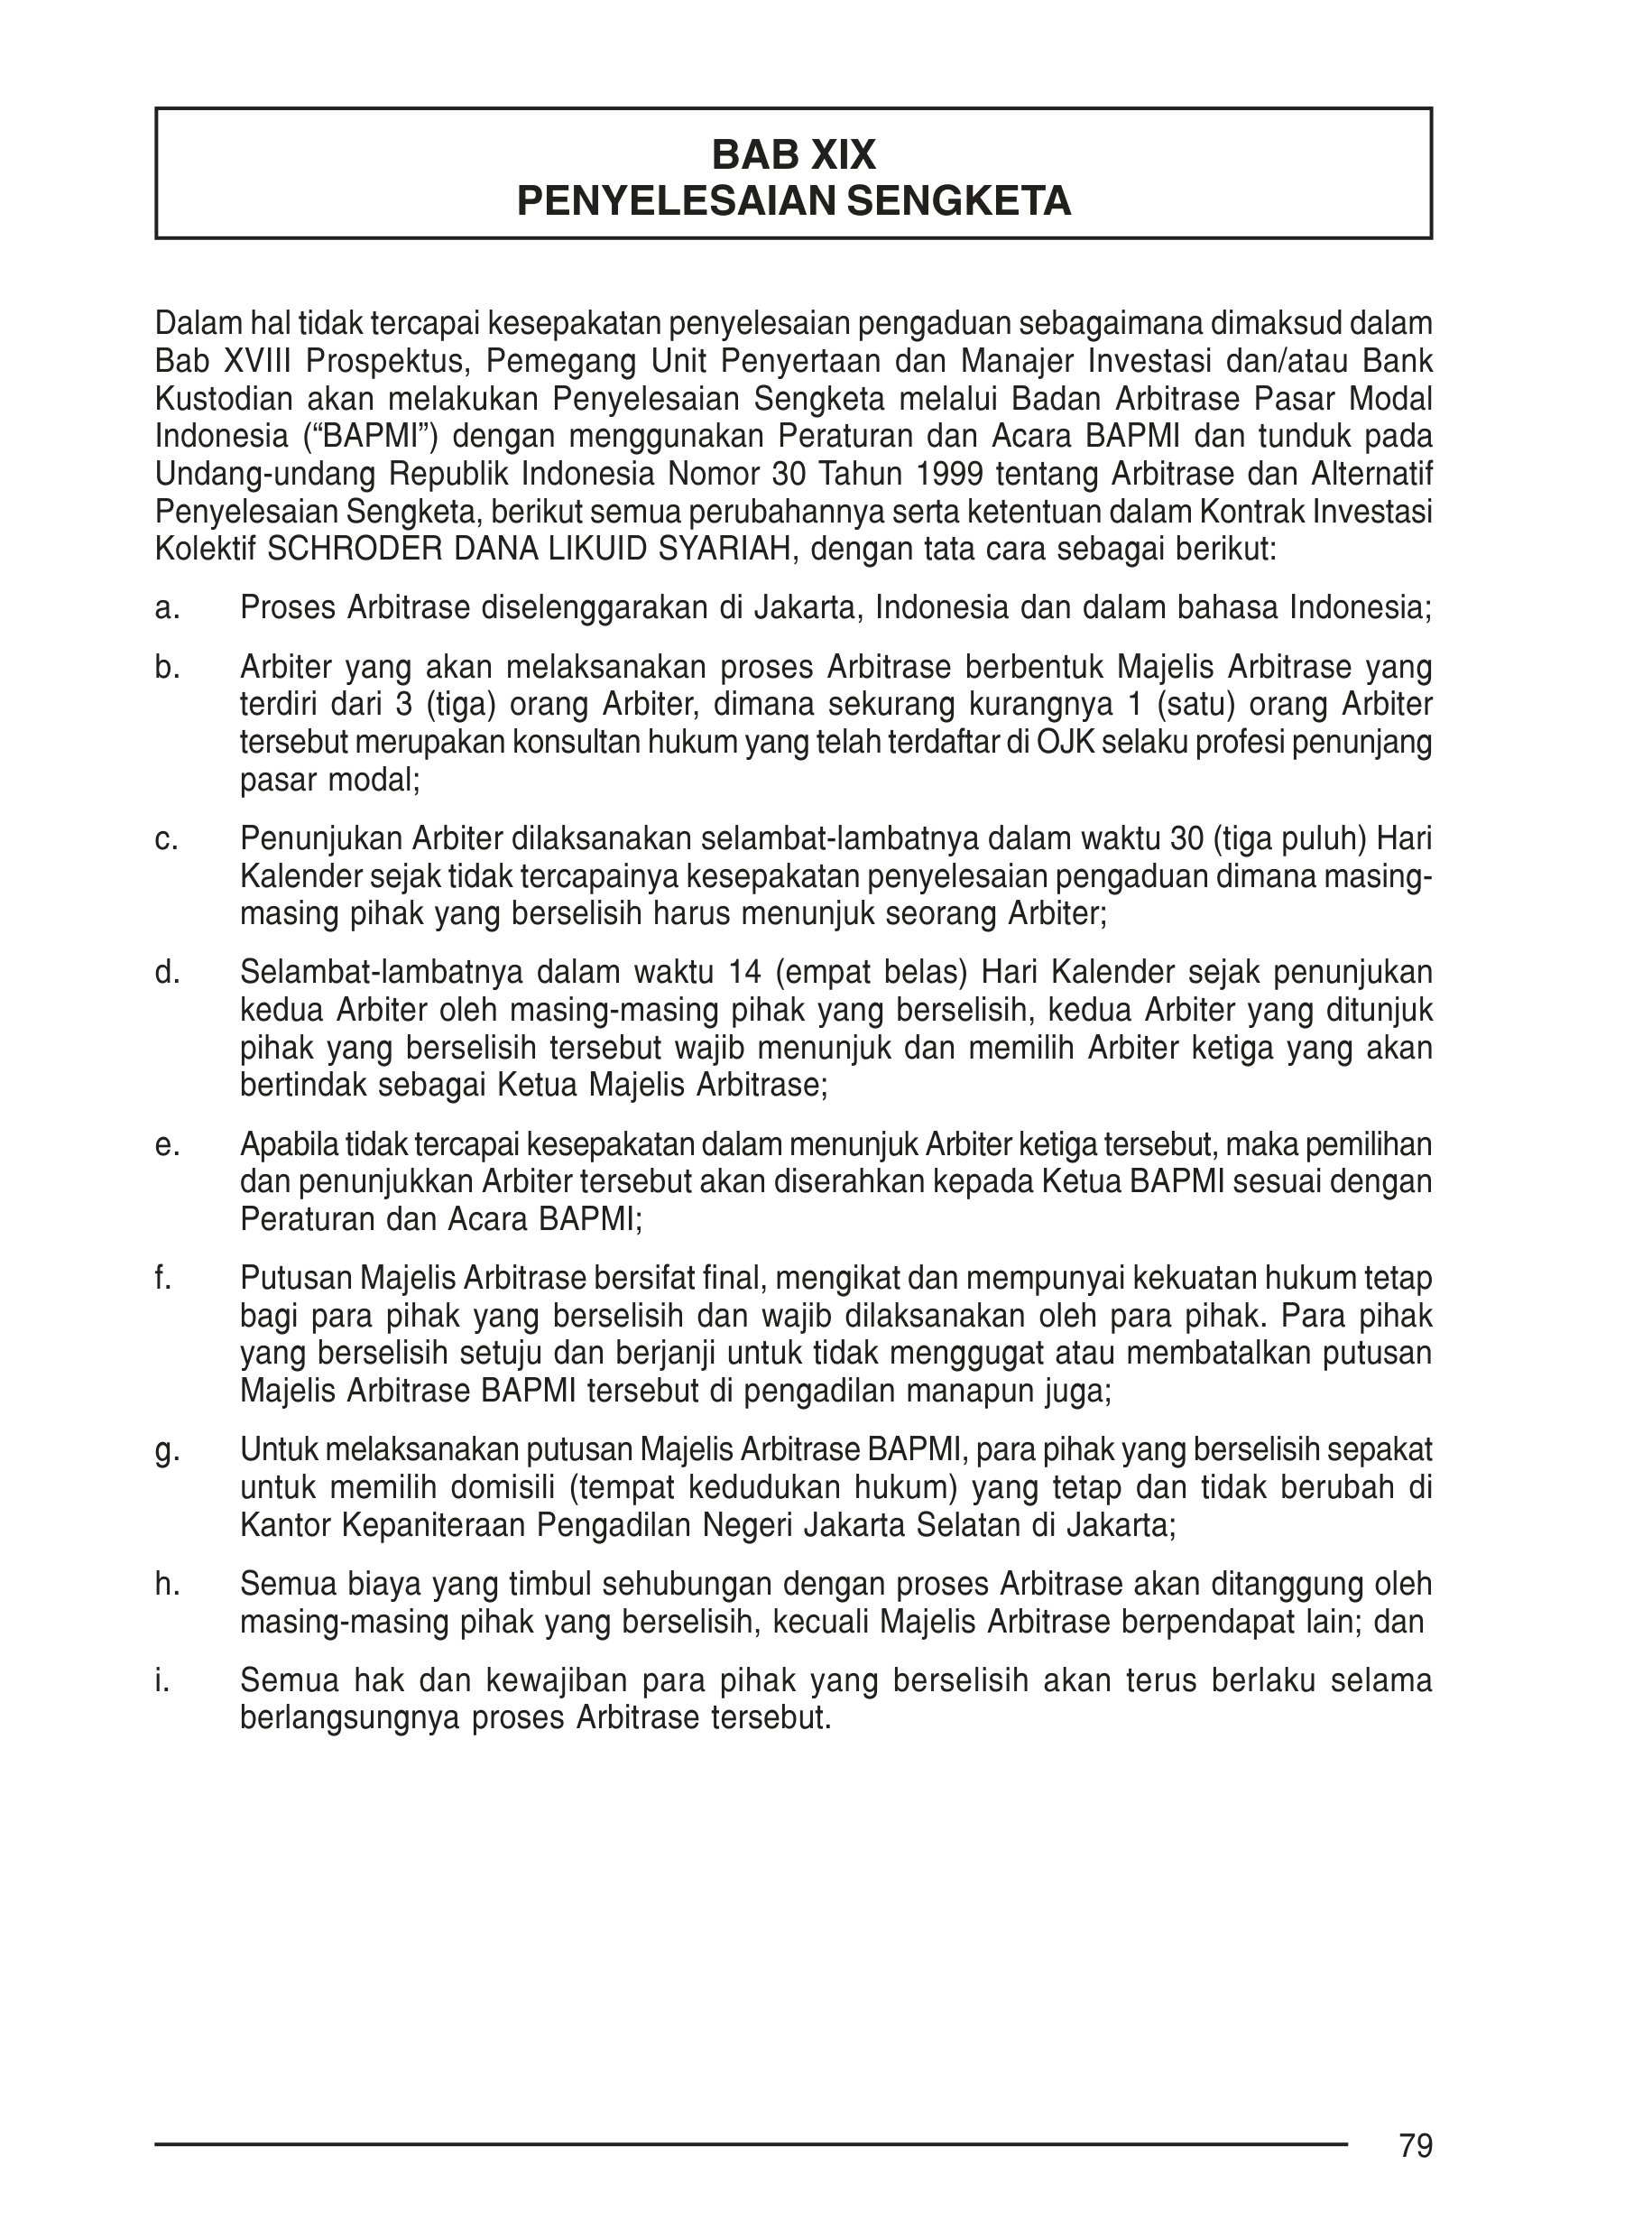 BAB XIX
PENYELESAIAN SENGKETA
Dalam hal tidak tercapai kesepakatan penyelesaian pengaduan sebagaimana dimaksud dalam
Bab XVIII Prospektus, Pemegang Unit Penyertaan dan Manajer Investasi dan/atau Bank
Kustodian akan melakukan Penyelesaian Sengketa melalui Badan Arbitrase Pasar Modal
Indonesia (“BAPMI”) dengan menggunakan Peraturan dan Acara BAPMI dan tunduk pada
Undang-undang Republik Indonesia Nomor 30 Tahun 1999 tentang Arbitrase dan Alternatif
Penyelesaian Sengketa, berikut semua perubahannya serta ketentuan dalam Kontrak Investasi
Kolektif SCHRODER DANA LIKUID SYARIAH, dengan tata cara sebagai berikut:
a. Proses Arbitrase diselenggarakan di Jakarta, Indonesia dan dalam bahasa Indonesia;
b. Arbiter yang akan melaksanakan proses Arbitrase berbentuk Majelis Arbitrase yang
terdiri dari 3 (tiga) orang Arbiter, dimana sekurang kurangnya 1 (satu) orang Arbiter
tersebut merupakan konsultan hukum yang telah terdaftar di OJK selaku profesi penunjang
pasar modal;
c. Penunjukan Arbiter dilaksanakan selambat-lambatnya dalam waktu 30 (tiga puluh) Hari
Kalender sejak tidak tercapainya kesepakatan penyelesaian pengaduan dimana masing-
masing pihak yang berselisih harus menunjuk seorang Arbiter;
d. Selambat-lambatnya dalam waktu 14 (empat belas) Hari Kalender sejak penunjukan
kedua Arbiter oleh masing-masing pihak yang berselisih, kedua Arbiter yang ditunjuk
pihak yang berselisih tersebut wajib menunjuk dan memilih Arbiter ketiga yang akan
bertindak sebagai Ketua Majelis Arbitrase;
e. Apabila tidak tercapai kesepakatan dalam menunjuk Arbiter ketiga tersebut, maka pemilihan
dan penunjukkan Arbiter tersebut akan diserahkan kepada Ketua BAPMI sesuai dengan
Peraturan dan Acara BAPMI;
f. Putusan Majelis Arbitrase bersifat final, mengikat dan mempunyai kekuatan hukum tetap
bagi para pihak yang berselisih dan wajib dilaksanakan oleh para pihak. Para pihak
yang berselisih setuju dan berjanji untuk tidak menggugat atau membatalkan putusan
Majelis Arbitrase BAPMI tersebut di pengadilan manapun juga;
g. Untuk melaksanakan putusan Majelis Arbitrase BAPMI, para pihak yang berselisih sepakat
untuk memilih domisili (tempat kedudukan hukum) yang tetap dan tidak berubah di
Kantor Kepaniteraan Pengadilan Negeri Jakarta Selatan di Jakarta;
h. Semua biaya yang timbul sehubungan dengan proses Arbitrase akan ditanggung oleh
masing-masing pihak yang berselisih, kecuali Majelis Arbitrase berpendapat lain; dan
i. Semua hak dan kewajiban para pihak yang berselisih akan terus berlaku selama
berlangsungnya proses Arbitrase tersebut.
79